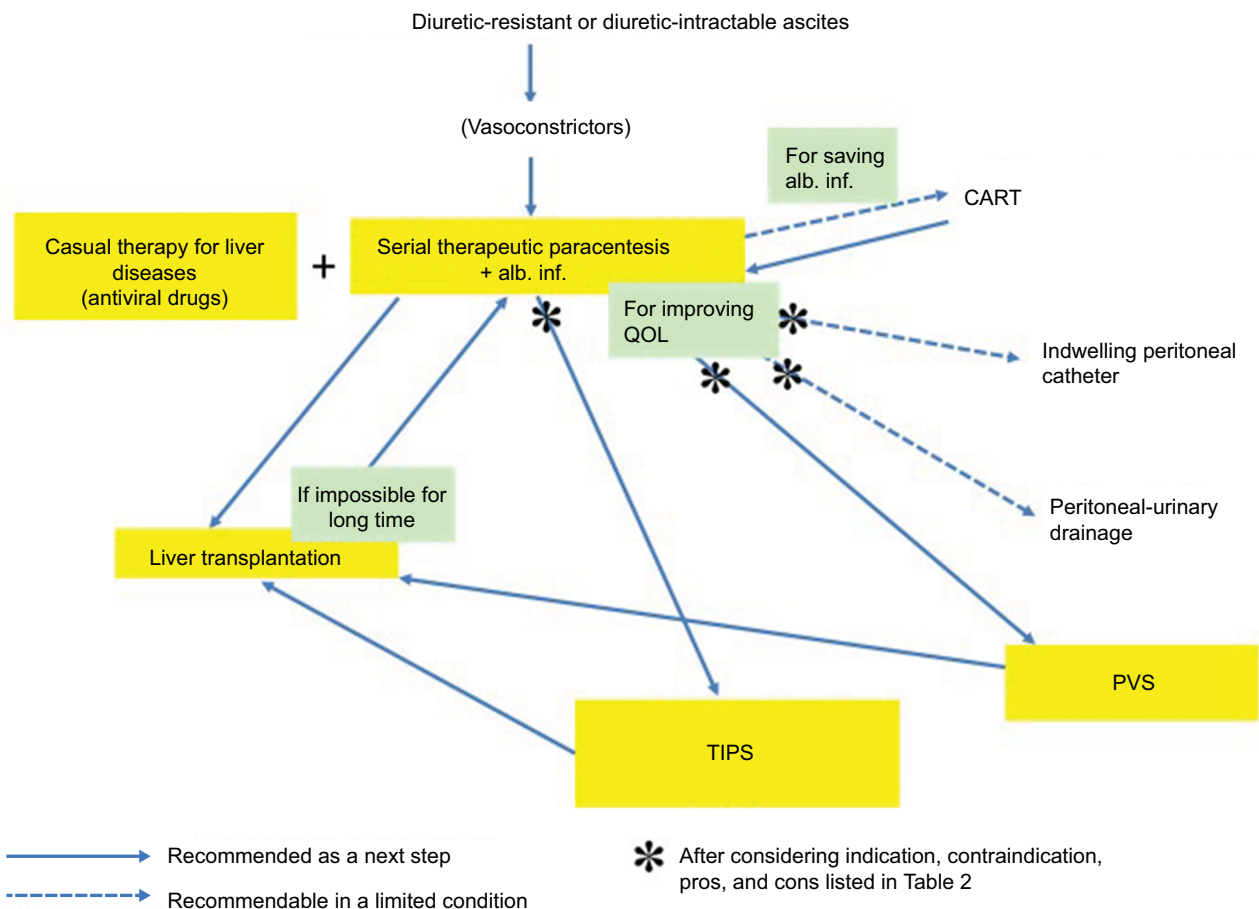 Diuretic-resistant or diuretic-intractable ascites
(Vasoconstrictors)
For saving
alb. inf.
CART
Casual therapy for liver
diseases
(antiviral drugs)
+
Serial therapeutic paracentesis
+ alb. inf.
For improving
QOL
Indwelling peritoneal
catheter
If impossible for
long time
Peritoneal-urinary
drainage
Liver transplantation
PVS
TIPS
Recommended as a next step
Recommendable in a limited condition
* After considering indication, contraindication,
pros, and cons listed in Table 2